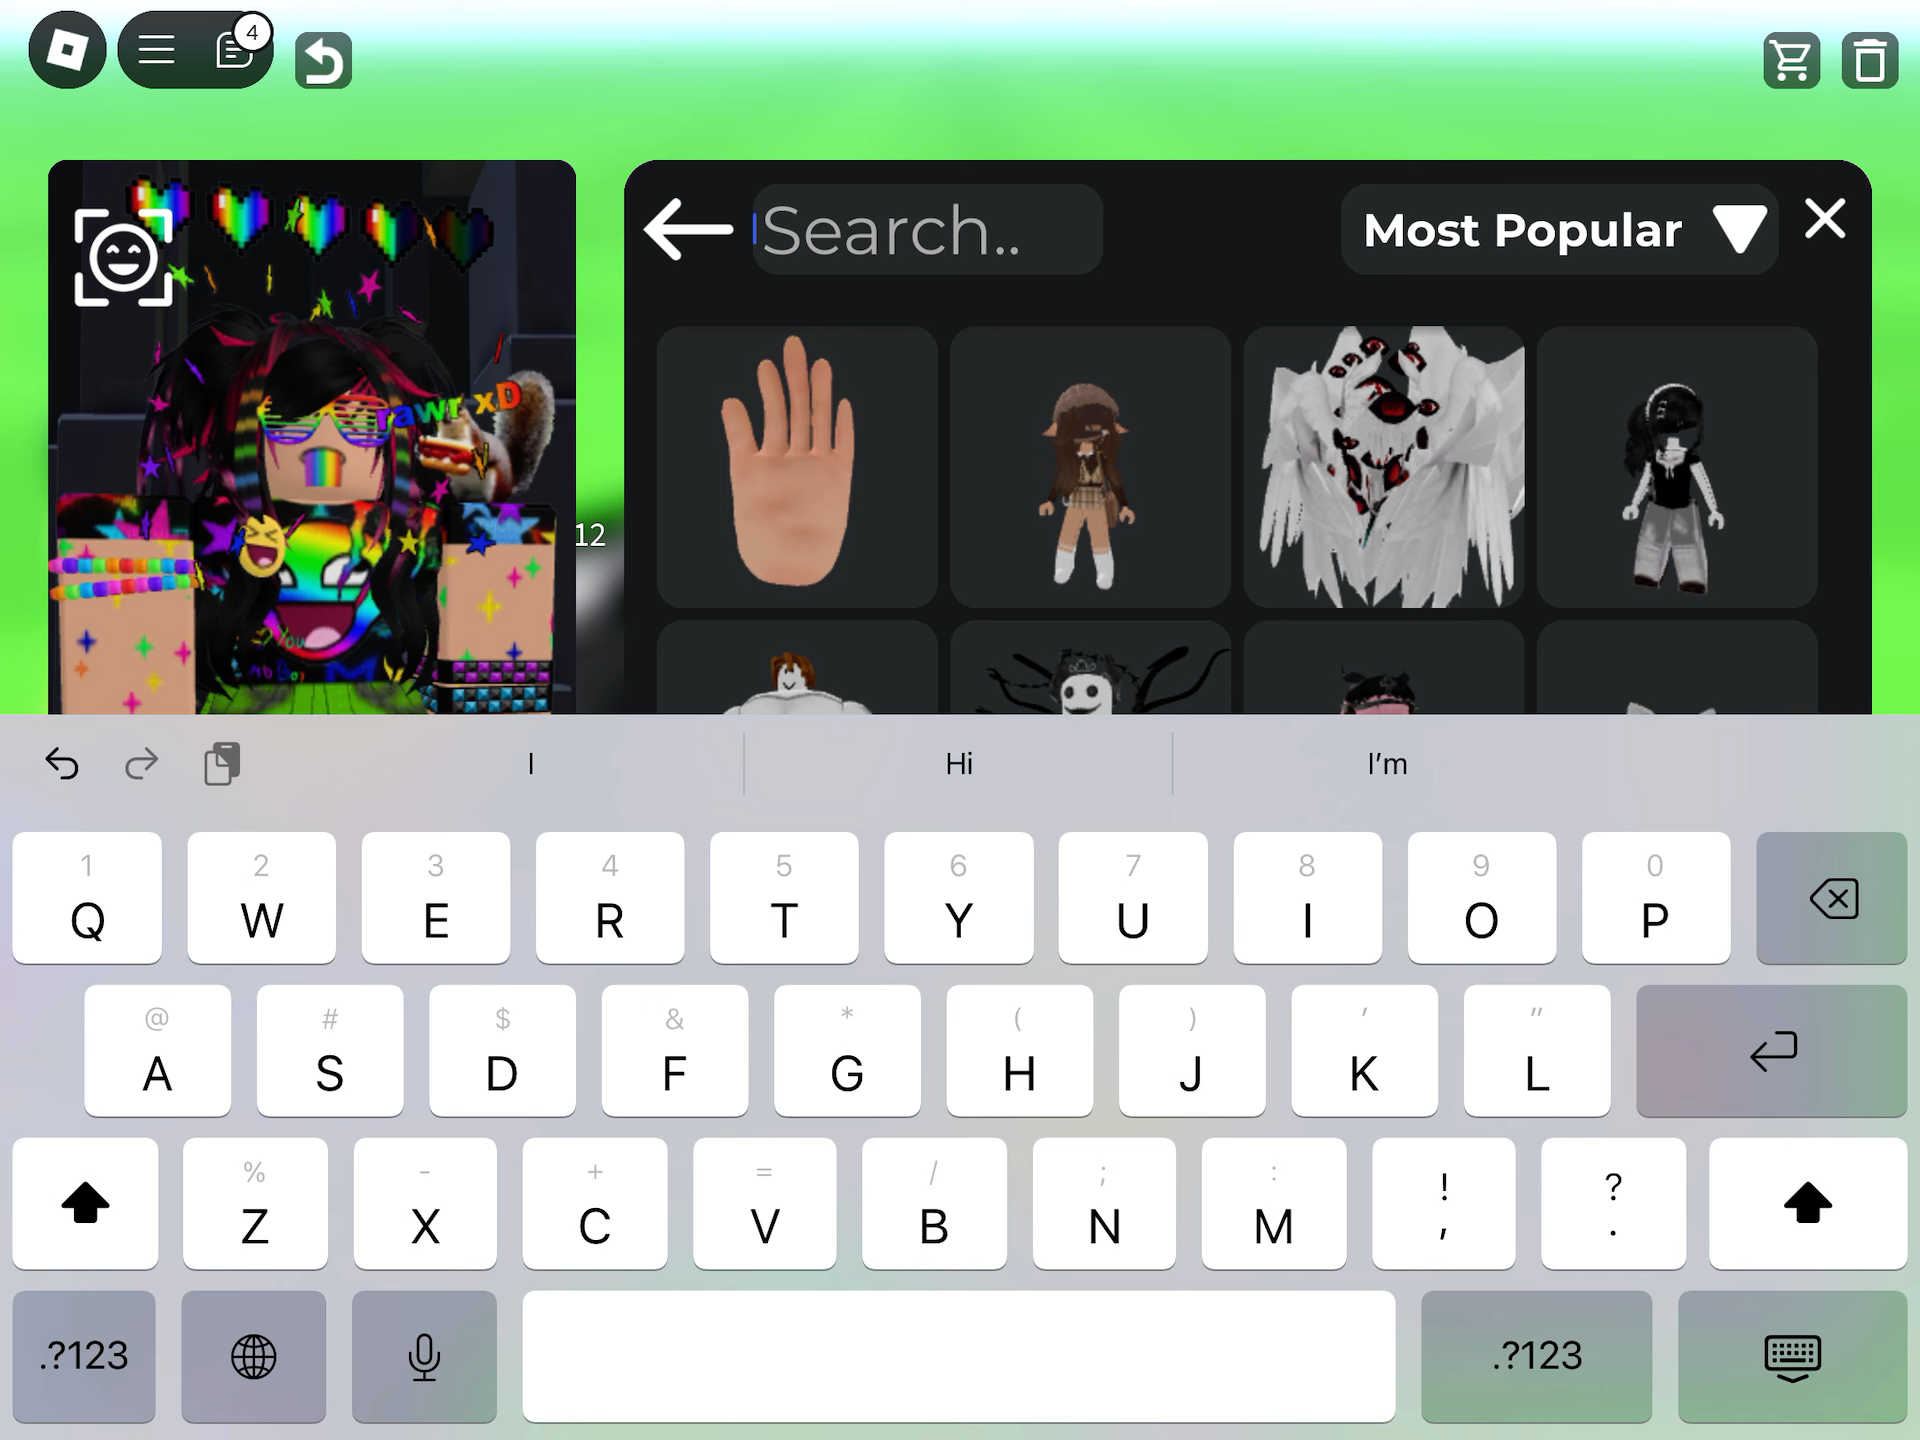 4
Search..
Most Popular
rawr xD
12
I
Hi
I'm
1 2 3 4 5 6 7 8 9 0
Q W E R T Y U I O P
@ # $ & * ( ) ' "
A S D F G H J K L
% - + = / ; : ! ?
Z X C V B N M , .
.?123
.?123